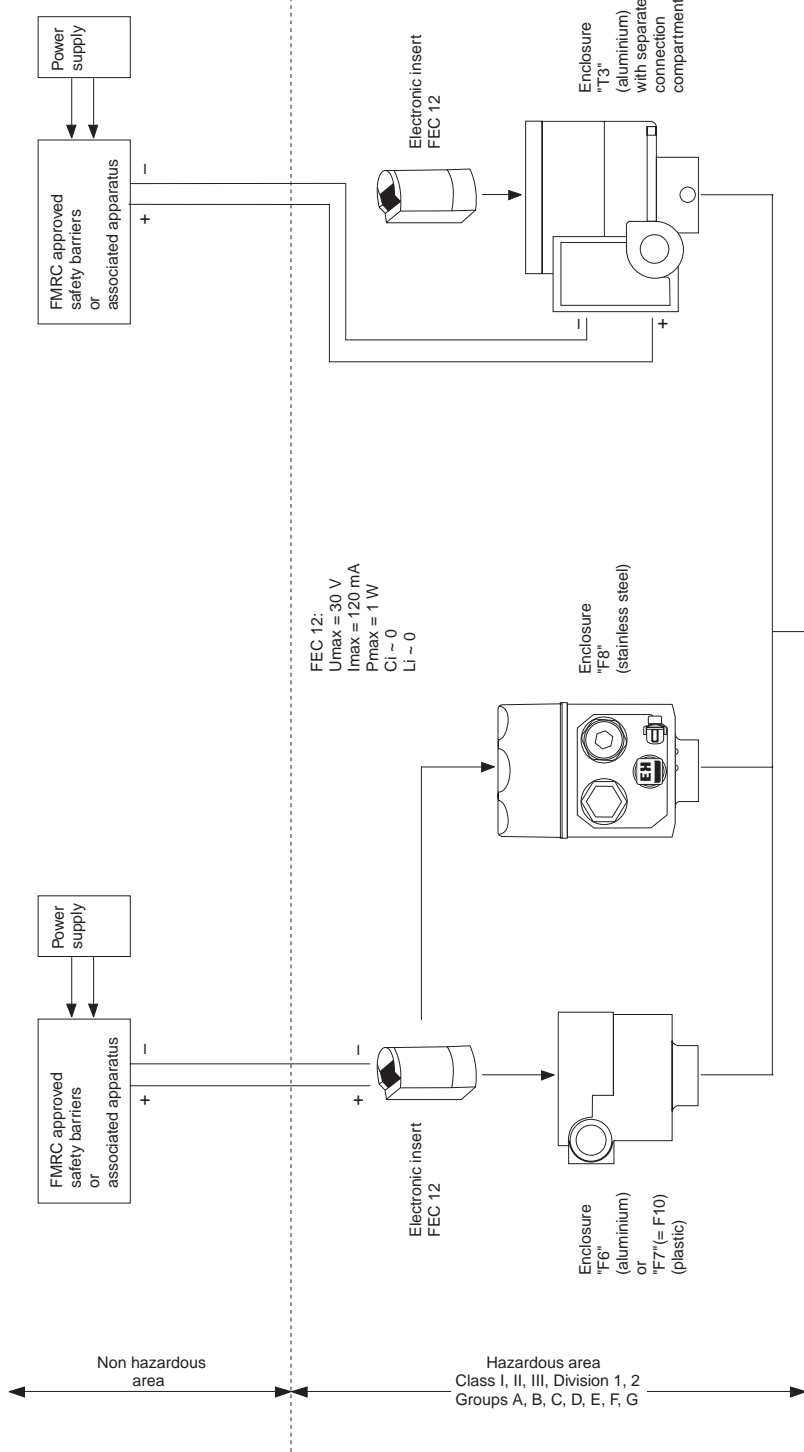 Power
supply
FMRC approved
safety barriers
or
associated apparatus
+
–
Electronic insert
FEC 12
–
+
Enclosure
"T3"
(aluminium)
with separate
connection
compartment
FEC 12:
Umax = 30 V
Imax = 120 mA
Pmax = 1 W
Ci ~ 0
Li ~ 0
Enclosure
"F8"
(stainless steel)
EH
Power
supply
FMRC approved
safety barriers
or
associated apparatus
+
–
+
–
Electronic insert
FEC 12
Enclosure
"F6"
(aluminium)
or
"F7"(= F10)
(plastic)
Non hazardous
area
Hazardous area
Class I, II, III, Division 1, 2
Groups A, B, C, D, E, F, G